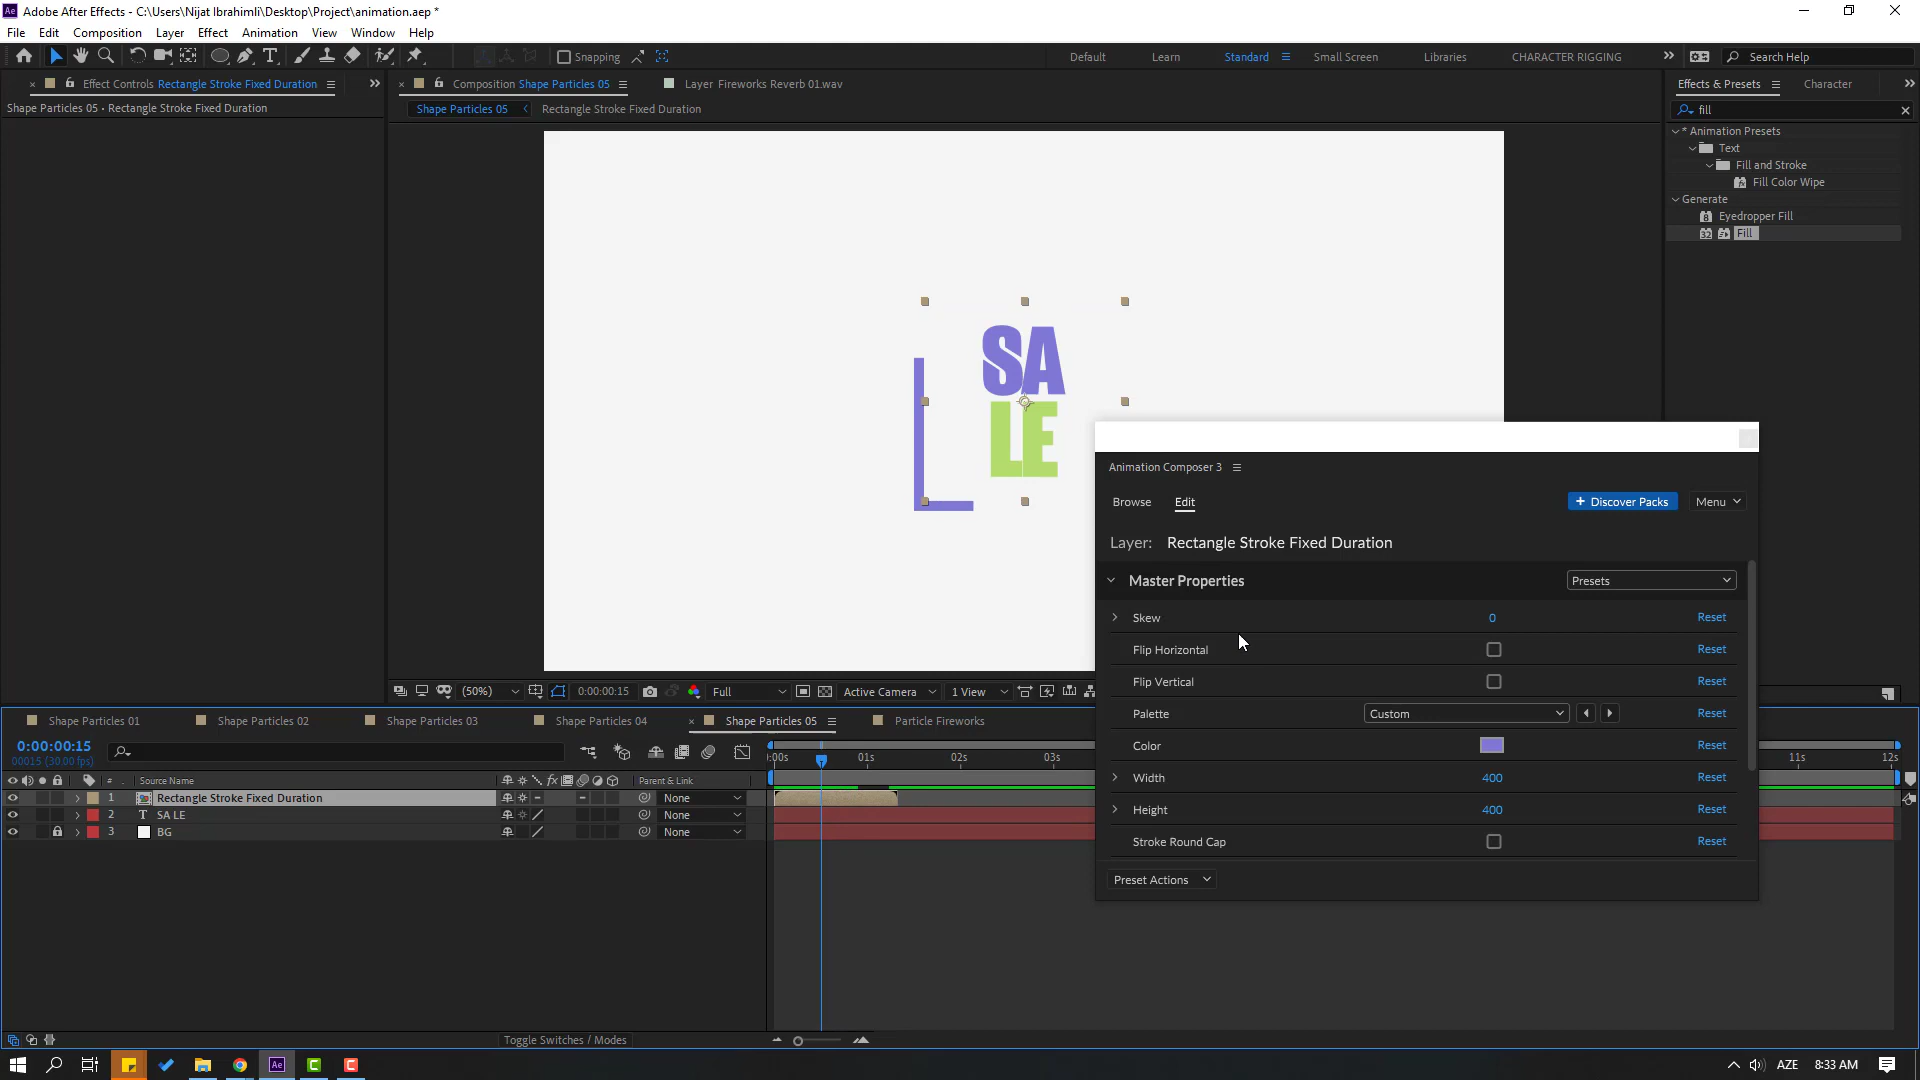 Ae Adobe After Effects - C:\Users\Nijat Ibrahimli\Desktop\Project\animation.aep *
File Edit Composition Layer Effect Animation View Window Help
Snapping Default Learn Standard Small Screen Libraries CHARACTER RIGGING Search Help
Effect Controls Rectangle Stroke Fixed Duration
Composition Shape Particles 05
Layer Fireworks Reverb 01.wav
Effects & Presets Character
Shape Particles 05 • Rectangle Stroke Fixed Duration
Shape Particles 05 Rectangle Stroke Fixed Duration
fill
* Animation Presets
Text
Fill and Stroke
Fill Color Wipe
Generate
Eyedropper Fill
32 Fill
SA
LE
Animation Composer 3
Browse Edit + Discover Packs Menu
Layer: Rectangle Stroke Fixed Duration
Master Properties Presets
Skew 0 Reset
Flip Horizontal Reset
Flip Vertical Reset
Palette Custom Reset
Color Reset
Width 400 Reset
Height 400 Reset
Stroke Round Cap Reset
Preset Actions
(50%) 0:00:00:15 Full Active Camera 1 View
Shape Particles 01 Shape Particles 02 Shape Particles 03 Shape Particles 04 Shape Particles 05 Particle Fireworks
0:00:00:15
00015 (30.00 fps)
:00s 01s 02s 03s 11s 12s
# Source Name Parent & Link
1 Rectangle Stroke Fixed Duration None
2 T SA LE None
3 BG None
Toggle Switches / Modes
Ae AZE 8:33 AM